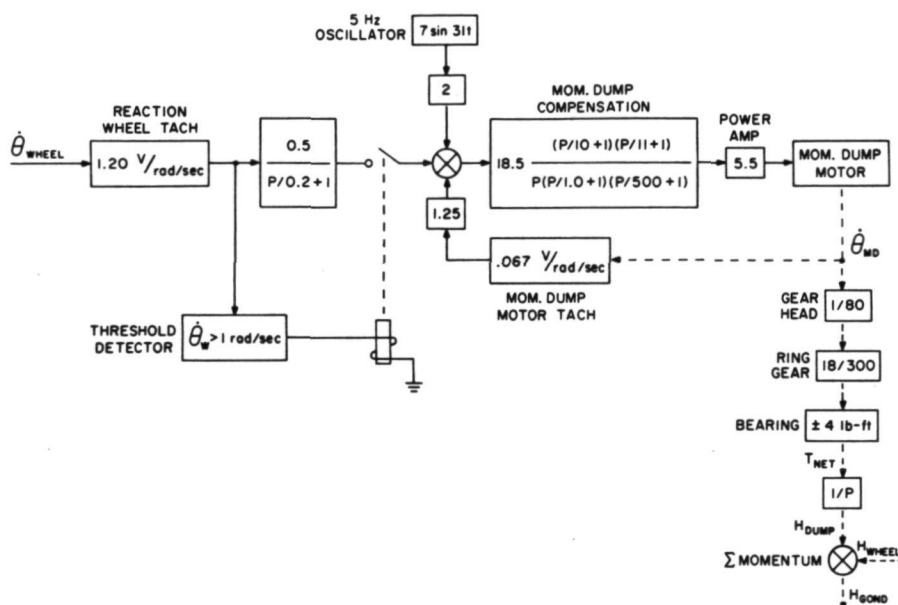 5 Hz
OSCILLATOR
7 sin 31t
2
REACTION
WHEEL TACH
θ̇WHEEL
1.20 V/rad/sec
0.5
P/0.2+1
MOM. DUMP
COMPENSATION
18.5 (P/10 +1)(P/11+1)
P(P/1.0+1)(P/500+1)
POWER
AMP
5.5
MOM. DUMP
MOTOR
1.25
.067 V/rad/sec
MOM. DUMP
MOTOR TACH
θ̇MD
THRESHOLD
DETECTOR
θ̇W>1 rad/sec
GEAR
HEAD
1/80
RING
GEAR
18/300
BEARING
± 4 lb-ft
TNET
1/P
HDUMP
Σ MOMENTUM
HWHEEL
HGOND